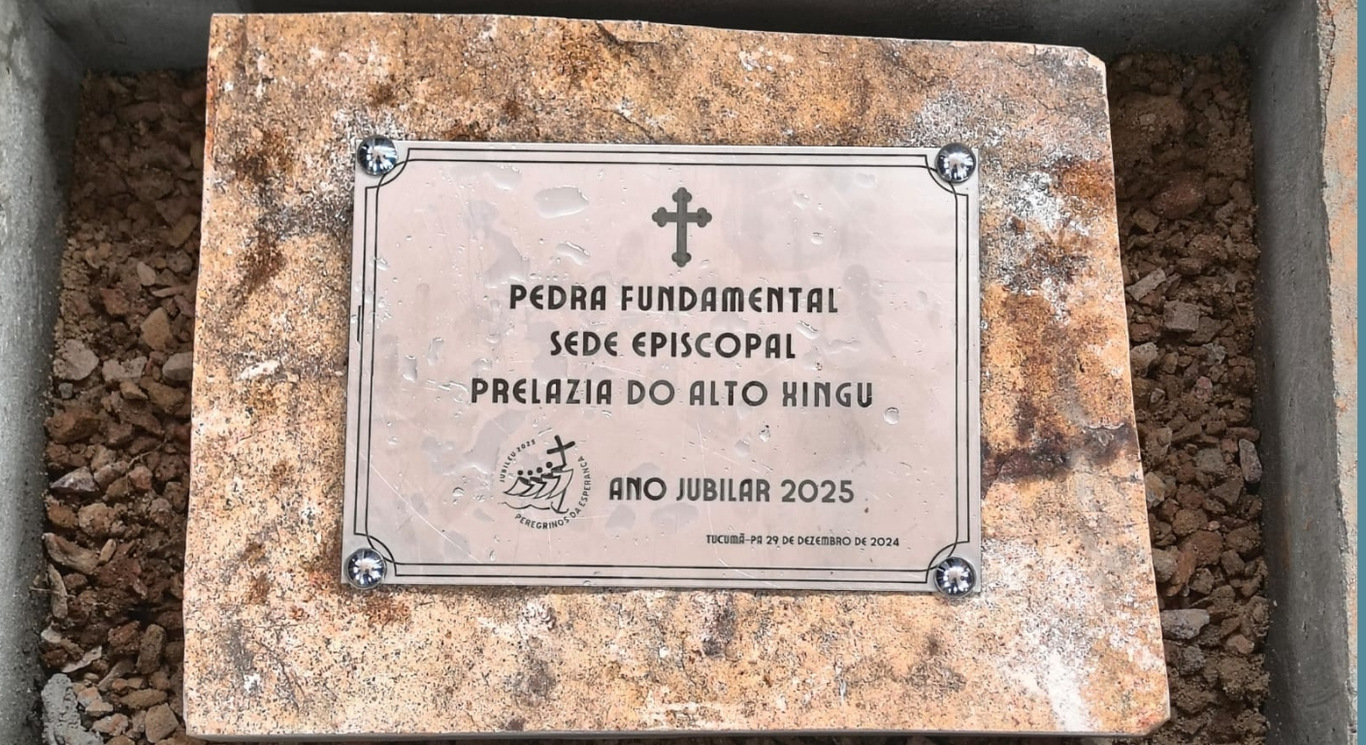 PEDRA FUNDAMENTAL
SEDE EPISCOPAL
PRELAZIA DO ALTO XINGU
JUBILEU 2025
PEREGRINOS DA ESPERANÇA
ANO JUBILAR 2025
TUCUMÃ-PA 29 DE DEZEMBRO DE 2024